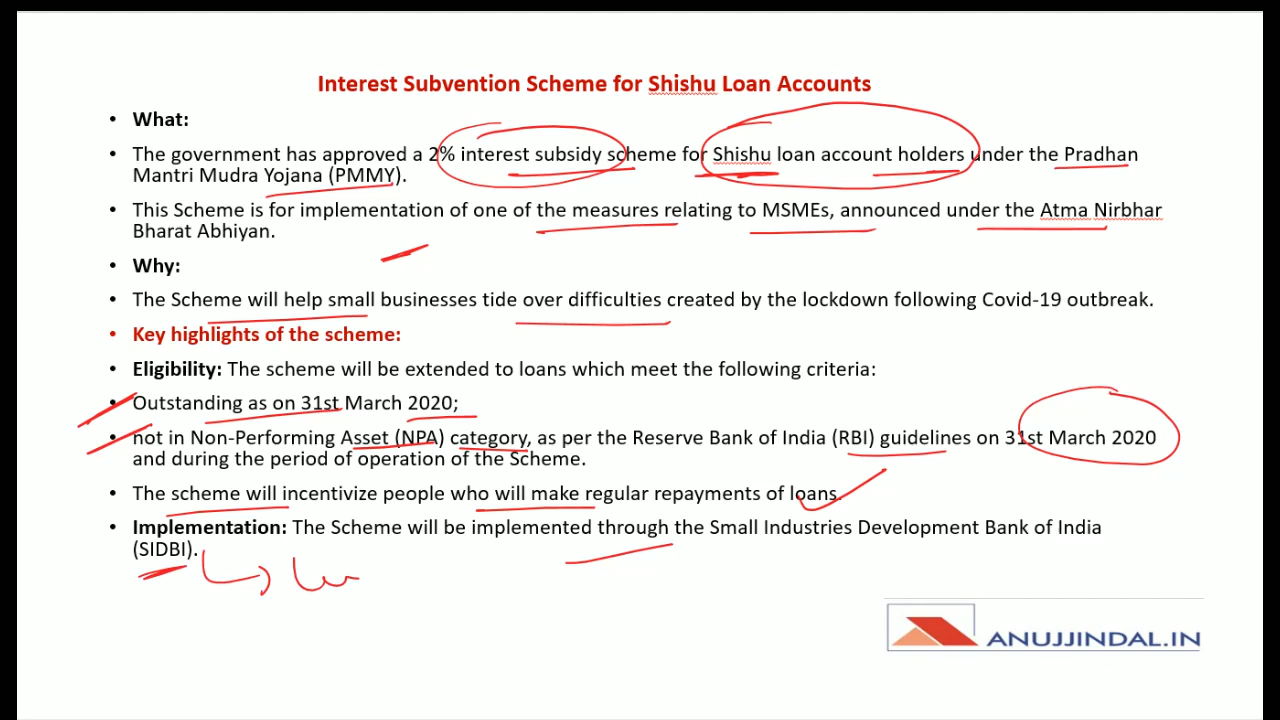 Interest Subvention Scheme for Shishu Loan Accounts
• What:
• The government has approved a 2% interest subsidy scheme for Shishu loan account holders under the Pradhan
Mantri Mudra Yojana (PMMY).
• This Scheme is for implementation of one of the measures relating to MSMEs, announced under the Atma Nirbhar
Bharat Abhiyan.
• Why:
• The Scheme will help small businesses tide over difficulties created by the lockdown following Covid-19 outbreak.
• Key highlights of the scheme:
• Eligibility: The scheme will be extended to loans which meet the following criteria:
• Outstanding as on 31st March 2020;
• not in Non-Performing Asset (NPA) category, as per the Reserve Bank of India (RBI) guidelines on 31st March 2020
and during the period of operation of the Scheme.
• The scheme will incentivize people who will make regular repayments of loans.
• Implementation: The Scheme will be implemented through the Small Industries Development Bank of India
(SIDBI).
ANUJJINDAL.IN